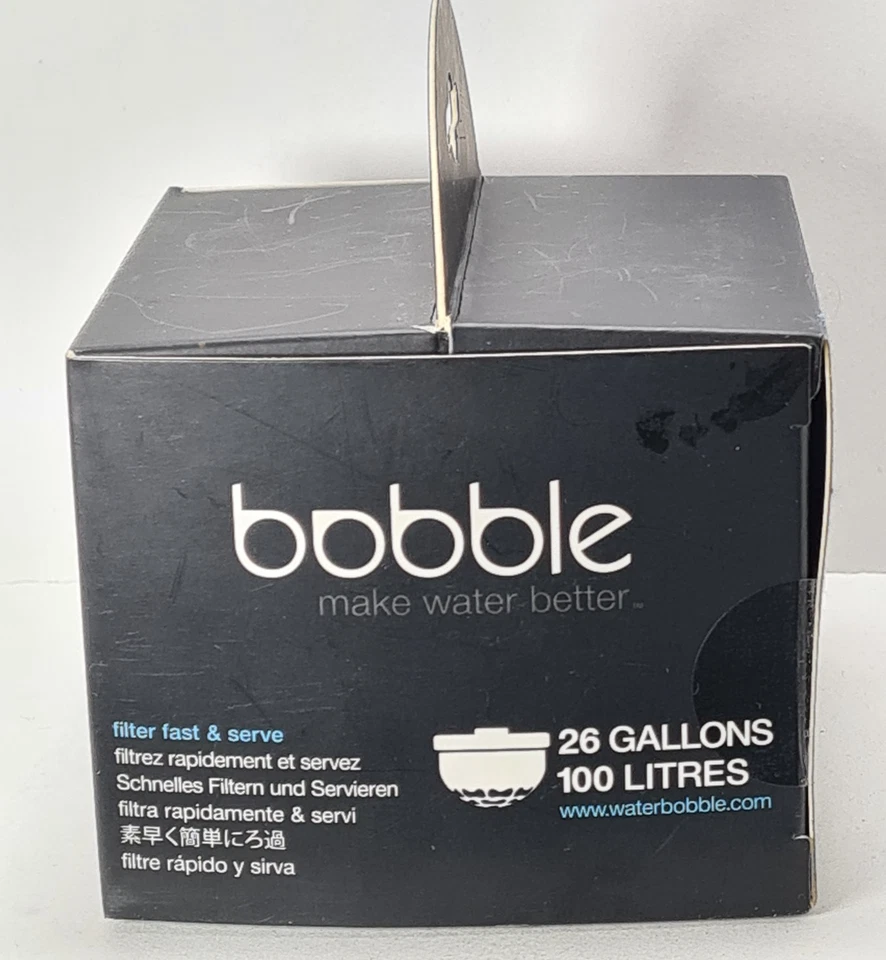 bobble
make water better™
filter fast & serve
filtrez rapidement et servez
Schnelles Filtern und Servieren
filtra rapidamente & servi
素早く簡単にろ過
filtre rápido y sirva
26 GALLONS
100 LITRES
www.waterbobble.com